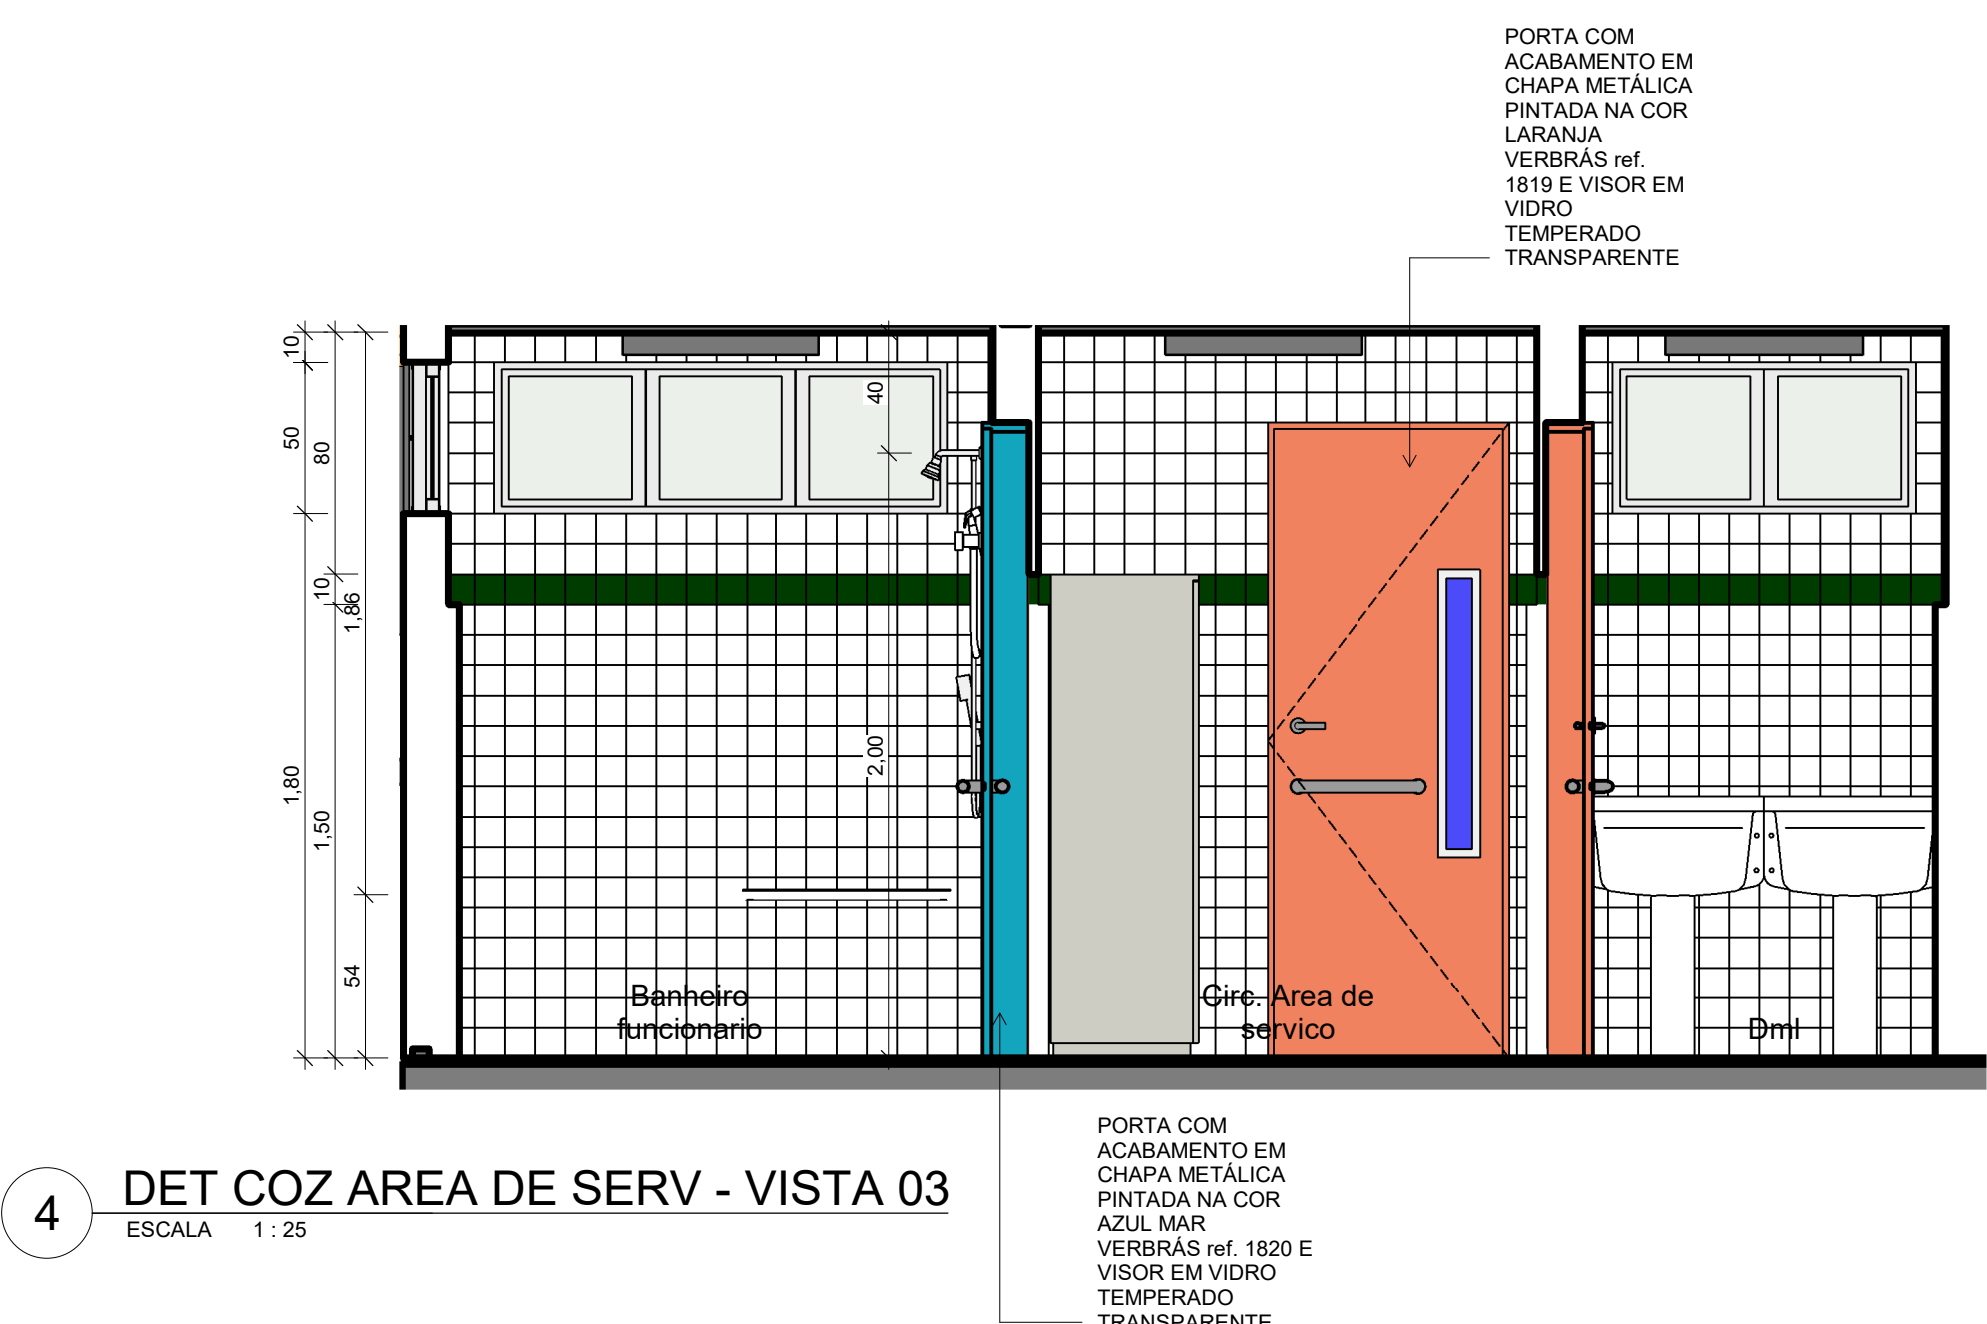 PORTA COM
ACABAMENTO EM
CHAPA METÁLICA
PINTADA NA COR
LARANJA
VERBRÁS ref.
1819 E VISOR EM
VIDRO
TEMPERADO
TRANSPARENTE
10
50
80
40
10
1,86
2,00
1,80
1,50
54
Banheiro
funcionario
Circ. Area de
servico
Dml
PORTA COM
ACABAMENTO EM
CHAPA METÁLICA
PINTADA NA COR
AZUL MAR
VERBRÁS ref. 1820 E
VISOR EM VIDRO
TEMPERADO
TRANSPARENTE
4
DET COZ AREA DE SERV - VISTA 03
ESCALA 1 : 25